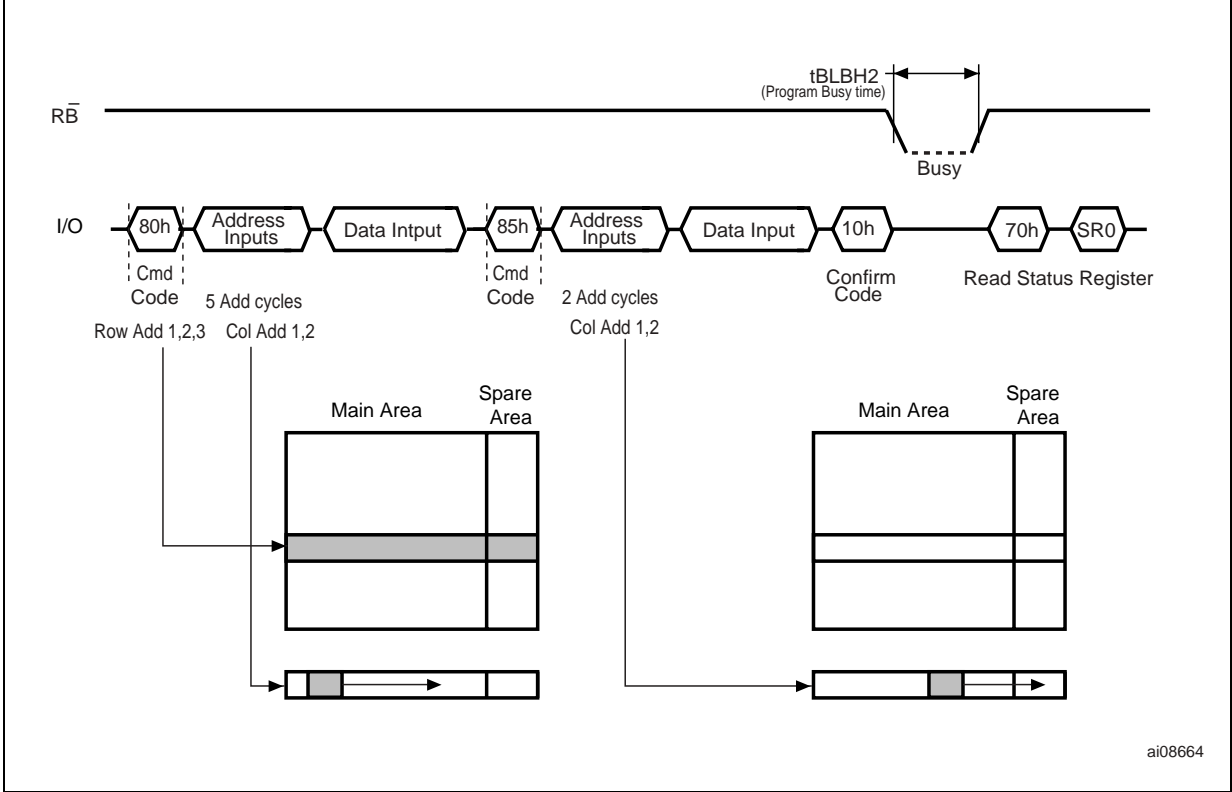 tBLBH2
(Program Busy time)
RB̅
Busy
I/O
80h
Address
Inputs
Data Intput
85h
Address
Inputs
Data Input
10h
70h
SR0
Cmd
Code
Cmd
Code
Confirm
Code
Read Status Register
5 Add cycles
2 Add cycles
Row Add 1,2,3
Col Add 1,2
Col Add 1,2
Main Area
Spare
Area
Main Area
Spare
Area
ai08664